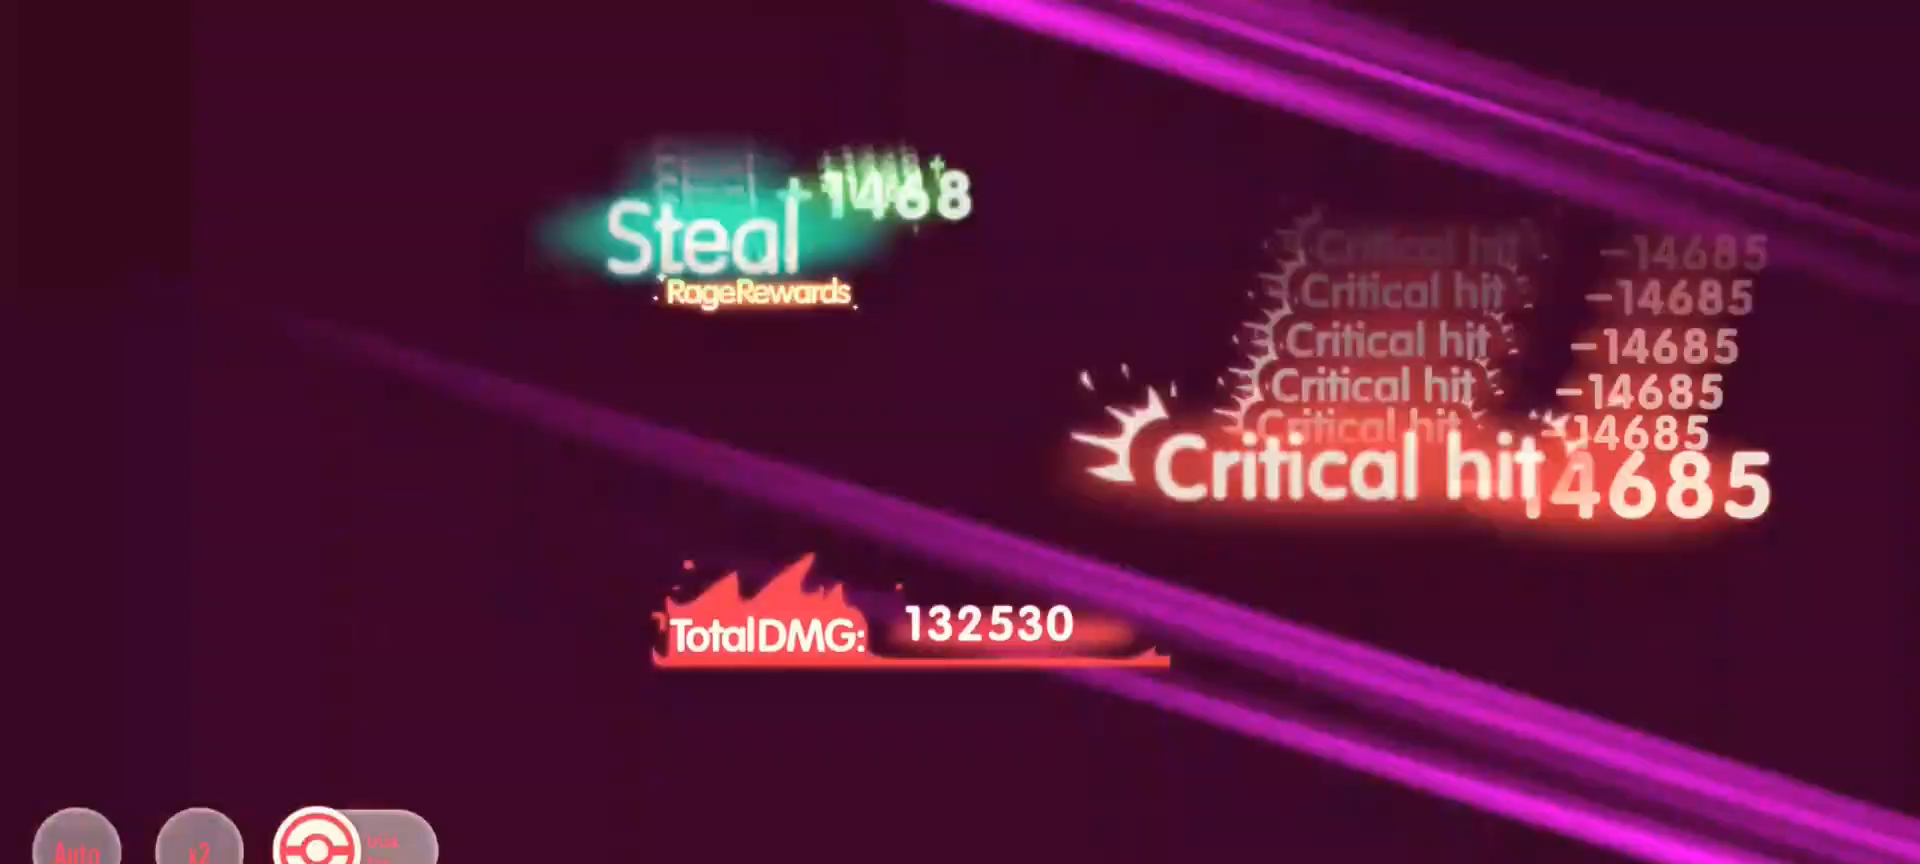 +1468
Steal
RageRewards
Critical hit -14685
Critical hit -14685
Critical hit -14685
Critical hit -14685
Critical hit -14685
Critical hit 14685
TotalDMG: 132530
Auto
x2